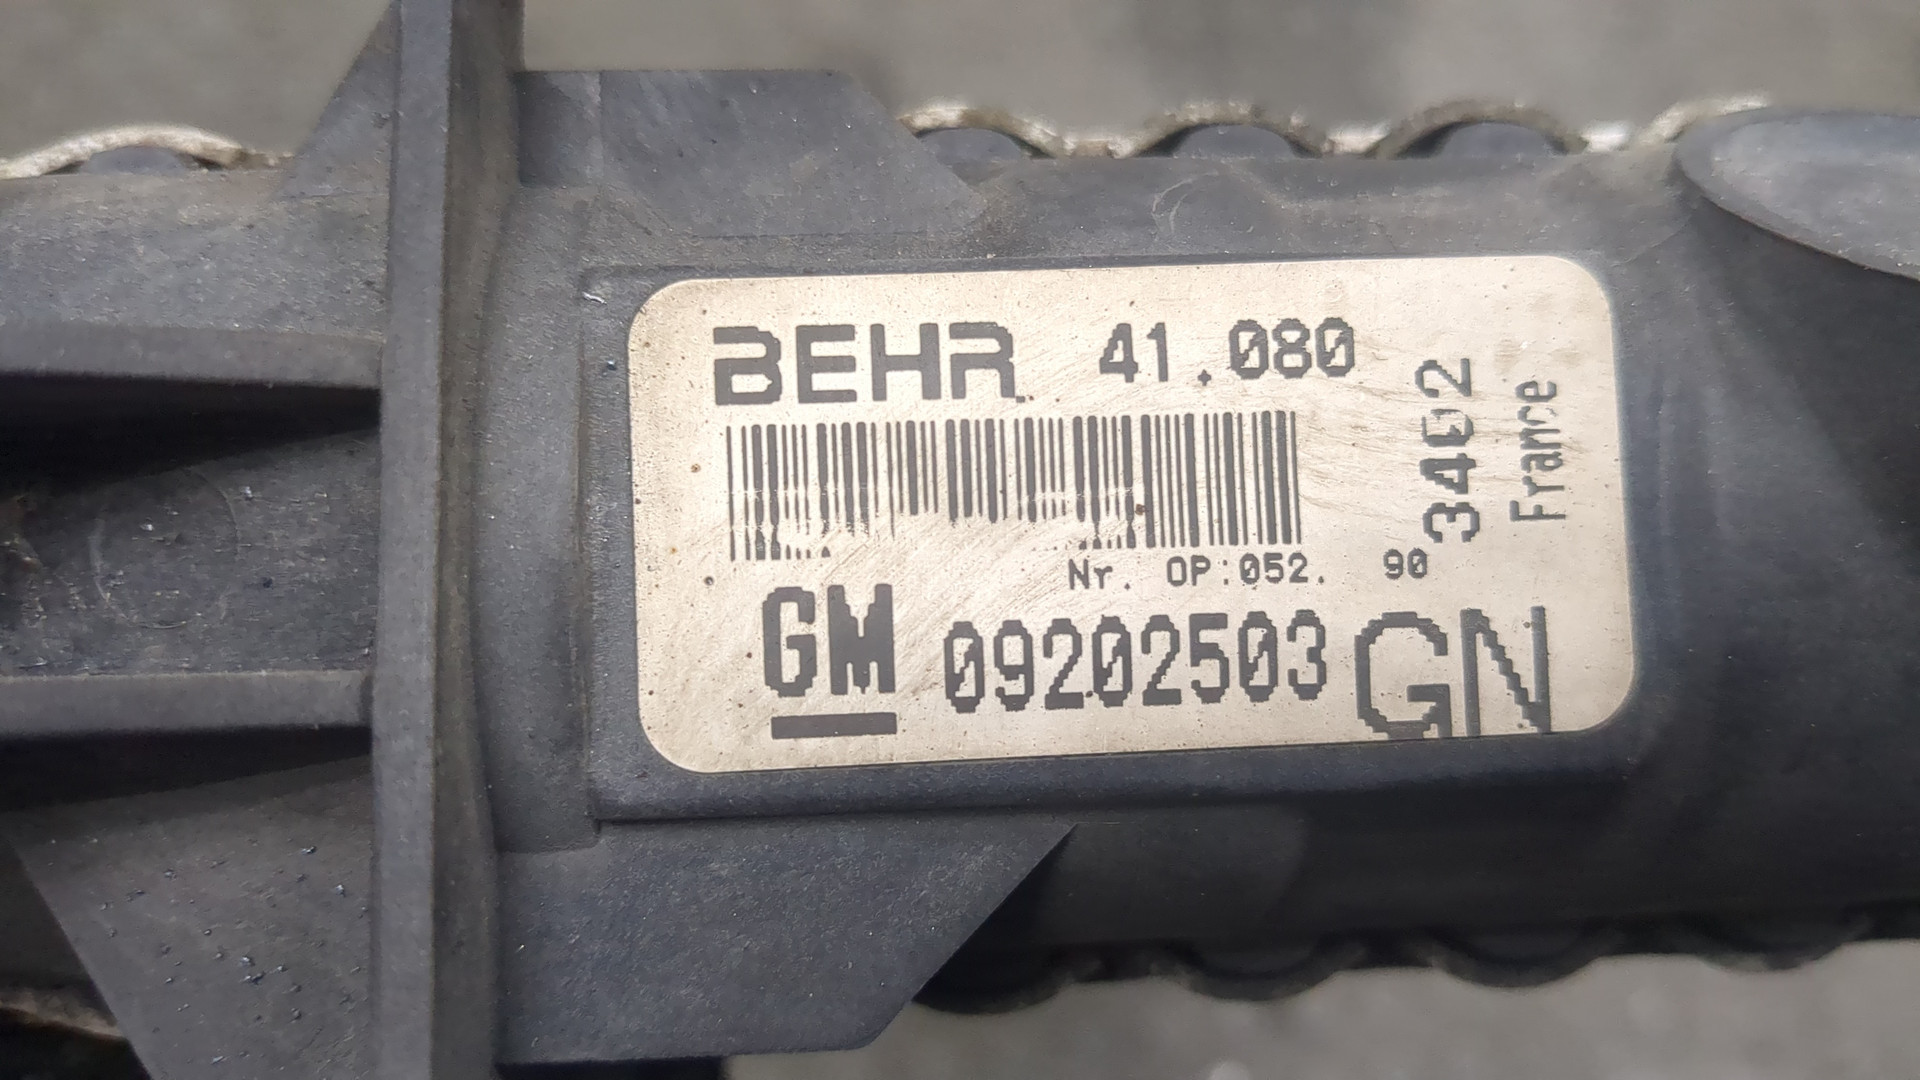 BEHR 41.080
Nr. OP:052. 90
GM 09202503 GN
3462
France